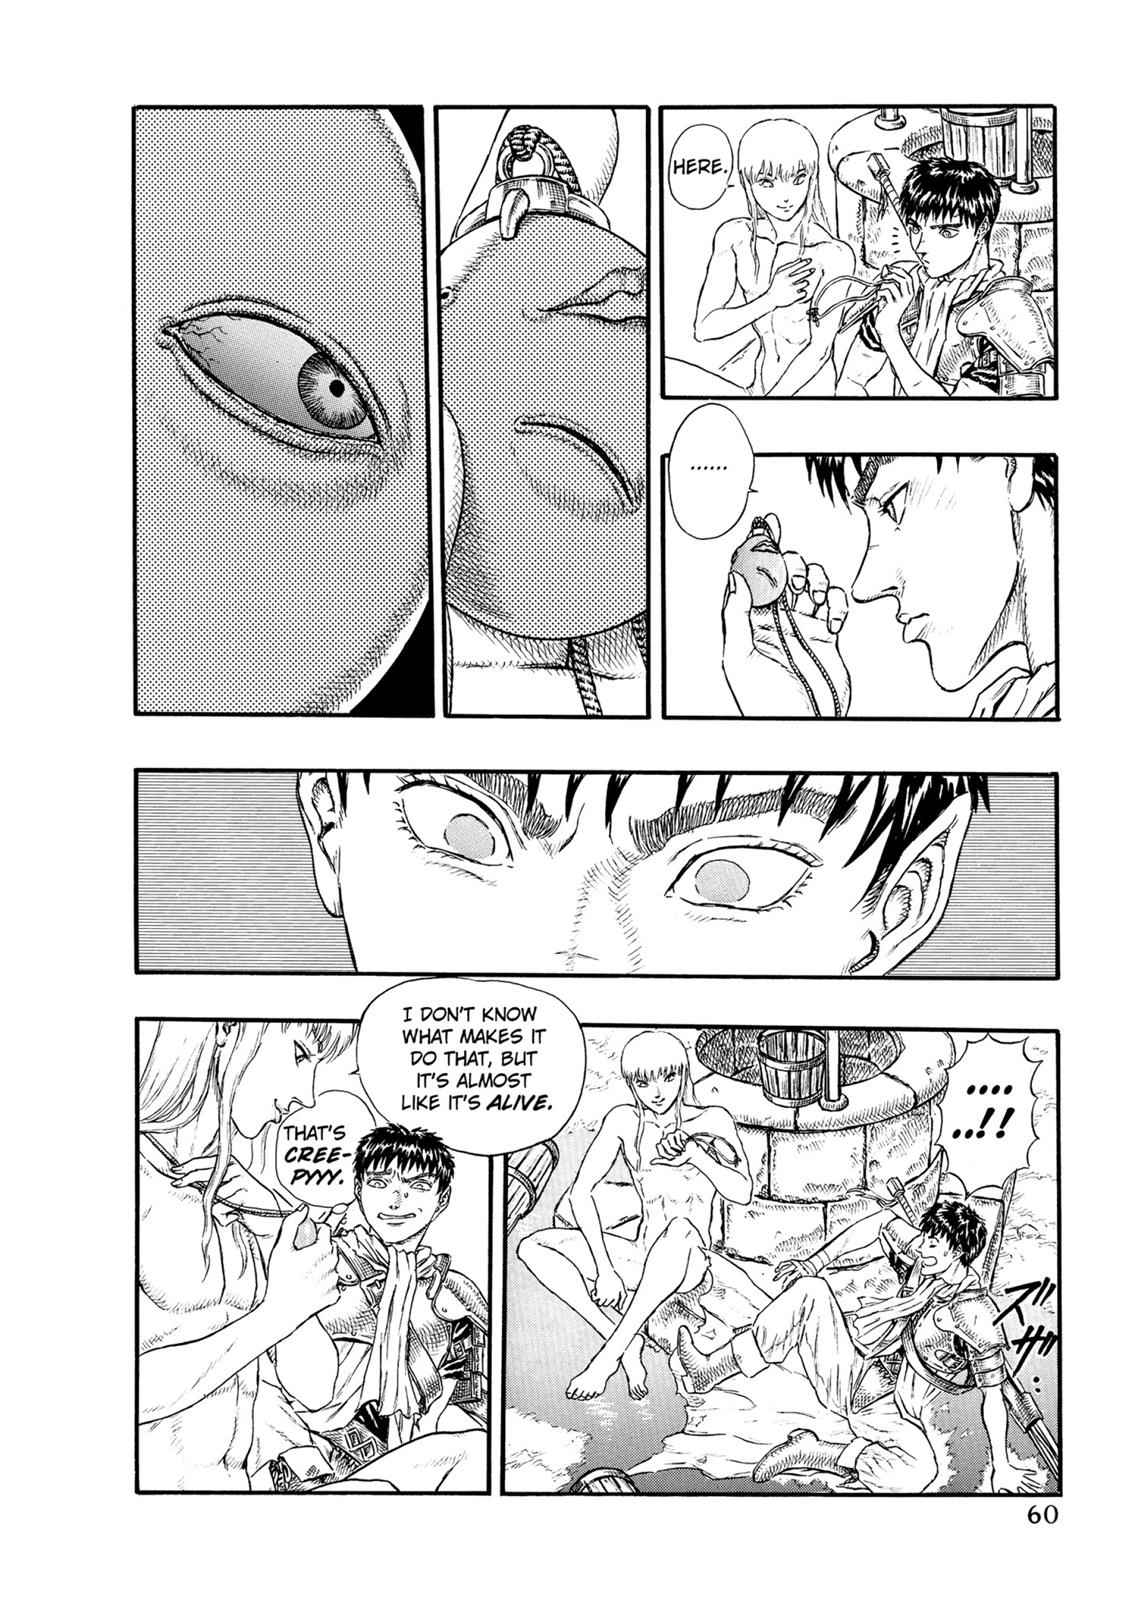 HERE.
......
....
..!!
ズザ...
I DON'T KNOW
WHAT MAKES IT
DO THAT, BUT
IT'S ALMOST
LIKE IT'S ALIVE.
THAT'S
CREE-
PYYY.
60